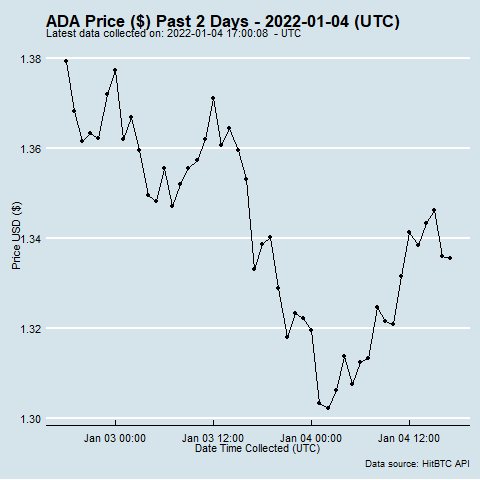 ADA Price ($) Past 2 Days - 2022-01-04 (UTC)
Latest data collected on: 2022-01-04 17:00:08  - UTC
1.38
1.36
1.34
1.32
1.30
Price USD ($)
Jan 03 00:00 Jan 03 12:00 Jan 04 00:00 Jan 04 12:00
Date Time Collected (UTC)
Data source: HitBTC API